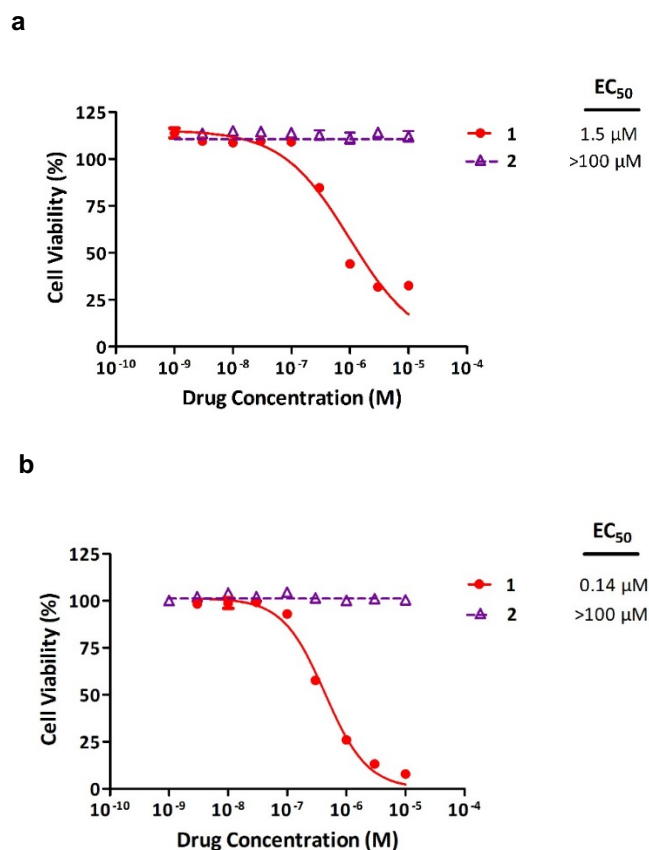 a
EC₅₀
1 1.5 µM
2 >100 µM
125
100
75
50
25
0
Cell Viability (%)
10⁻¹⁰ 10⁻⁹ 10⁻⁸ 10⁻⁷ 10⁻⁶ 10⁻⁵ 10⁻⁴
Drug Concentration (M)
b
EC₅₀
1 0.14 µM
2 >100 µM
125
100
75
50
25
0
Cell Viability (%)
10⁻¹⁰ 10⁻⁹ 10⁻⁸ 10⁻⁷ 10⁻⁶ 10⁻⁵ 10⁻⁴
Drug Concentration (M)